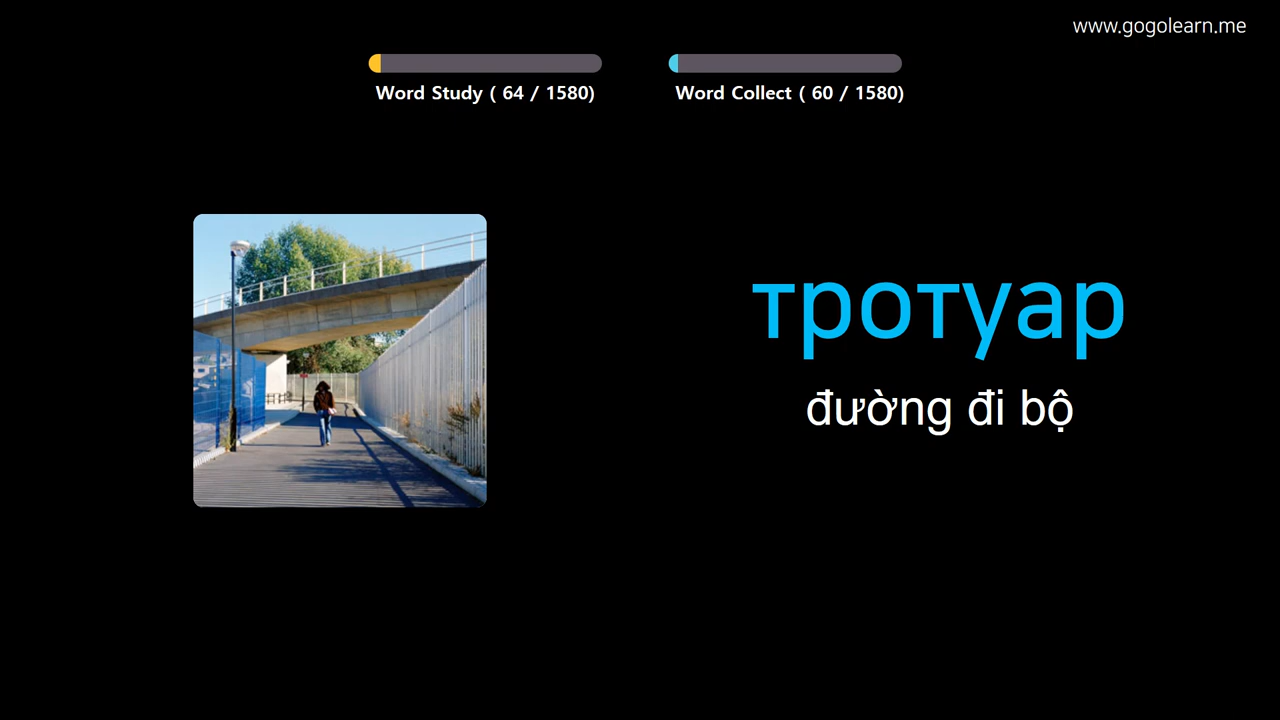 www.gogolearn.me
Word Study ( 64 / 1580)
Word Collect ( 60 / 1580)
тротуар
đường đi bộ